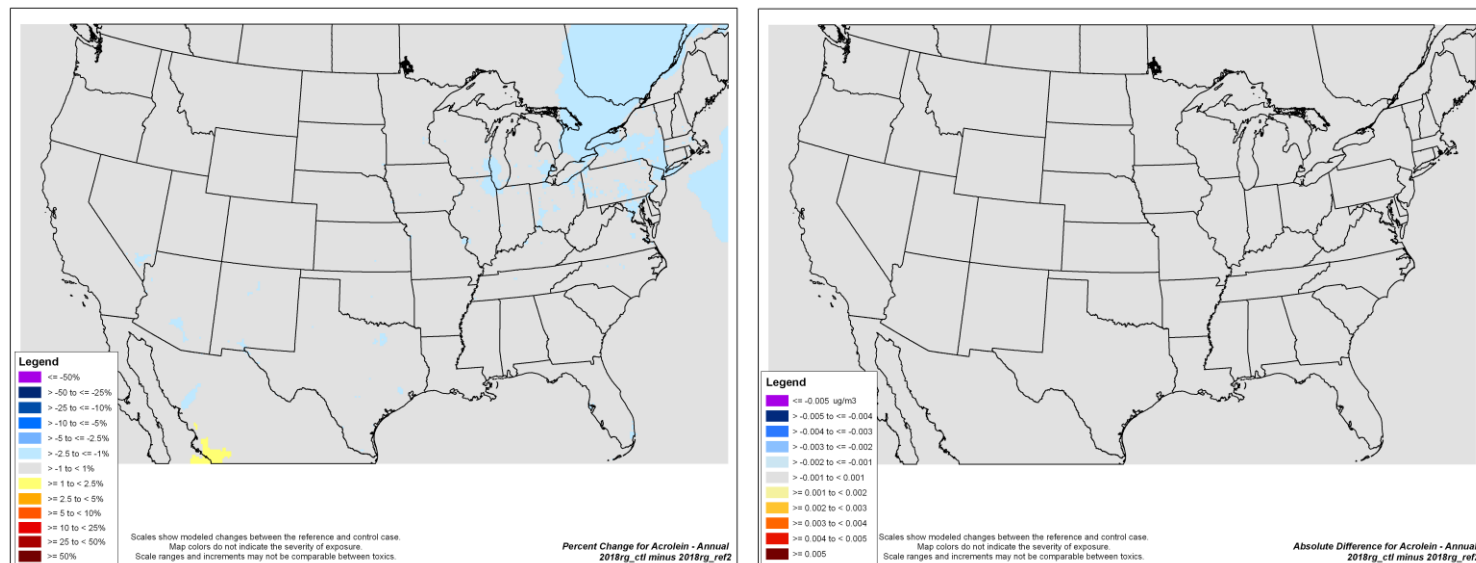 Legend
<= -50%
> -50 to <= -25%
> -25 to <= -10%
> -10 to <= -5%
> -5 to <= -2.5%
> -2.5 to <= -1%
> -1 to < 1%
>= 1 to < 2.5%
>= 2.5 to < 5%
>= 5 to < 10%
>= 10 to < 25%
>= 25 to < 50%
>= 50%
Scales show modeled changes between the reference and control case.
Map colors do not indicate the severity of exposure.
Scale ranges and increments may not be comparable between toxics.
Percent Change for Acrolein - Annual
2018rg_ctl minus 2018rg_ref2
Legend
<= -0.005 ug/m3
> -0.005 to <= -0.004
> -0.004 to <= -0.003
> -0.003 to <= -0.002
> -0.002 to <= -0.001
> -0.001 to < 0.001
>= 0.001 to < 0.002
>= 0.002 to < 0.003
>= 0.003 to < 0.004
>= 0.004 to < 0.005
>= 0.005
Scales show modeled changes between the reference and control case.
Map colors do not indicate the severity of exposure.
Scale ranges and increments may not be comparable between toxics.
Absolute Difference for Acrolein - Annual
2018rg_ctl minus 2018rg_ref2